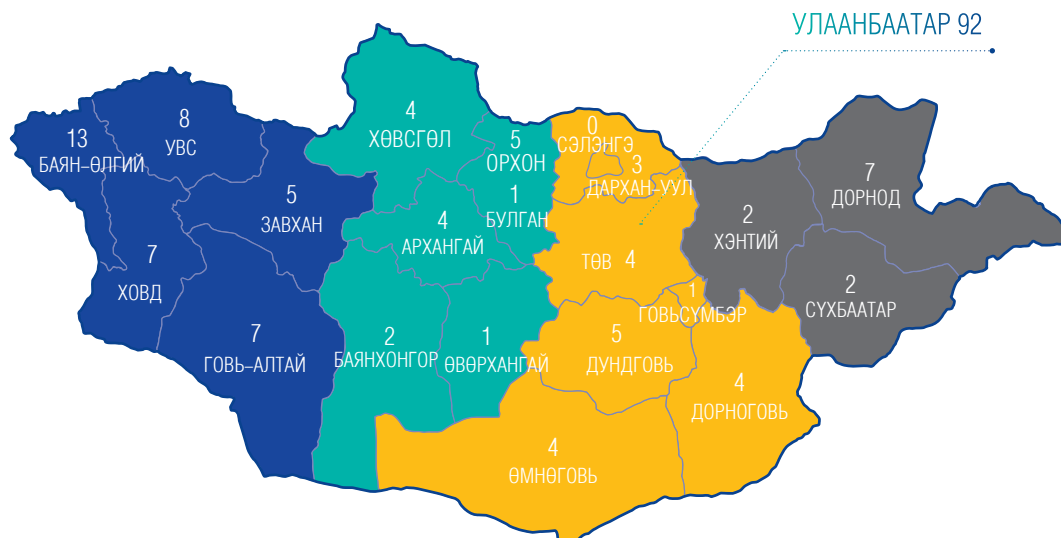 УЛААНБААТАР 92
13
БАЯН–ӨЛГИЙ
8
УВС
5
ЗАВХАН
7
ХОВД
7
ГОВЬ–АЛТАЙ
4
ХӨВСГӨЛ
5
ОРХОН
1
БУЛГАН
4
АРХАНГАЙ
2
БАЯНХОНГОР
1
ӨВӨРХАНГАЙ
0
СЭЛЭНГЭ
3
ДАРХАН–УУЛ
ТӨВ 4
1
ГОВЬСҮМБЭР
5
ДУНДГОВЬ
4
ДОРНОГОВЬ
4
ӨМНӨГОВЬ
2
ХЭНТИЙ
7
ДОРНОД
2
СҮХБААТАР